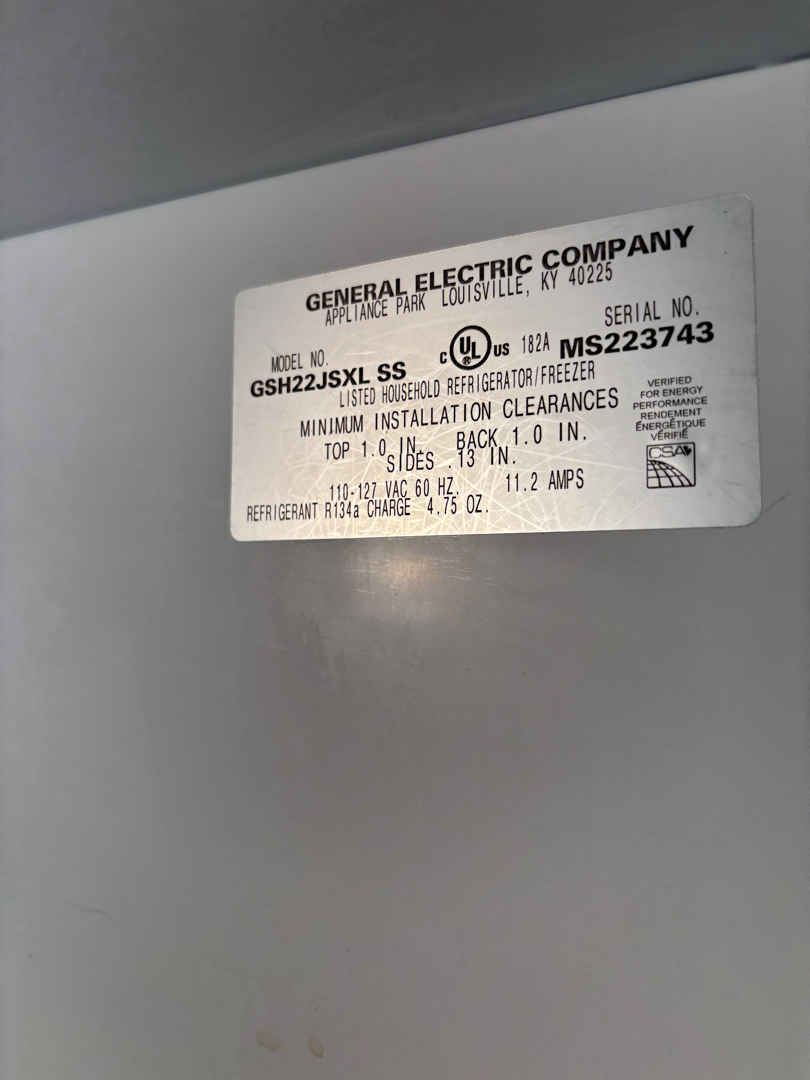 GENERAL ELECTRIC COMPANY
APPLIANCE PARK LOUISVILLE, KY 40225
MODEL NO.
GSH22JSXL SS
C UL US 182A
SERIAL NO.
MS223743
LISTED HOUSEHOLD REFRIGERATOR/FREEZER
MINIMUM INSTALLATION CLEARANCES
TOP 1.0 IN. BACK 1.0 IN.
SIDES .13 IN.
110-127 VAC 60 HZ. 11.2 AMPS
REFRIGERANT R134a CHARGE 4.75 OZ.
VERIFIED
FOR ENERGY
PERFORMANCE
RENDEMENT
ÉNERGÉTIQUE
VÉRIFIÉ
CSA